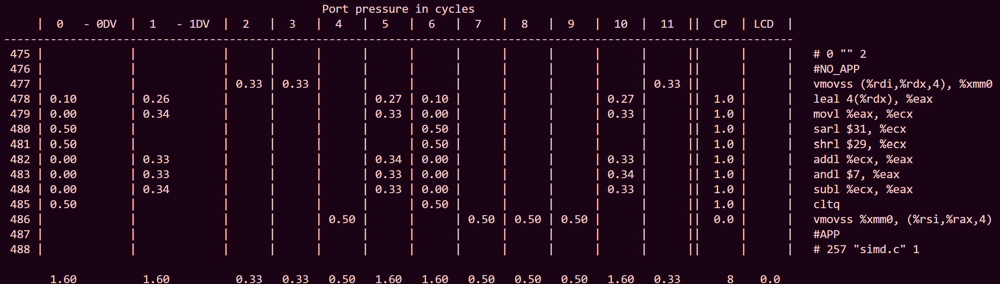 Port pressure in cycles
| 0 - 0DV | 1 - 1DV | 2 | 3 | 4 | 5 | 6 | 7 | 8 | 9 | 10 | 11 || CP | LCD |
-------------------------------------------------------------------------------------------------------------------------
475 | | | | | | | | | | | | || | | # 0 "" 2
476 | | | | | | | | | | | | || | | #NO_APP
477 | | | 0.33 | 0.33 | | | | | | | | 0.33 || | | vmovss (%rdi,%rdx,4), %xmm0
478 | 0.10 | 0.26 | | | | 0.27 | 0.10 | | | | 0.27 | || 1.0 | | leal 4(%rdx), %eax
479 | 0.00 | 0.34 | | | | 0.33 | 0.00 | | | | 0.33 | || 1.0 | | movl %eax, %ecx
480 | 0.50 | | | | | | 0.50 | | | | | || 1.0 | | sarl $31, %ecx
481 | 0.50 | | | | | | 0.50 | | | | | || 1.0 | | shrl $29, %ecx
482 | 0.00 | 0.33 | | | | 0.34 | 0.00 | | | | 0.33 | || 1.0 | | addl %ecx, %eax
483 | 0.00 | 0.33 | | | | 0.33 | 0.00 | | | | 0.34 | || 1.0 | | andl $7, %eax
484 | 0.00 | 0.34 | | | | 0.33 | 0.00 | | | | 0.33 | || 1.0 | | subl %ecx, %eax
485 | 0.50 | | | | | | 0.50 | | | | | || 1.0 | | cltq
486 | | | | | 0.50 | | | 0.50 | 0.50 | 0.50 | | || 0.0 | | vmovss %xmm0, (%rsi,%rax,4)
487 | | | | | | | | | | | | || | | #APP
488 | | | | | | | | | | | | || | | # 257 "simd.c" 1
1.60 1.60 0.33 0.33 0.50 1.60 1.60 0.50 0.50 0.50 1.60 0.33 8 0.0